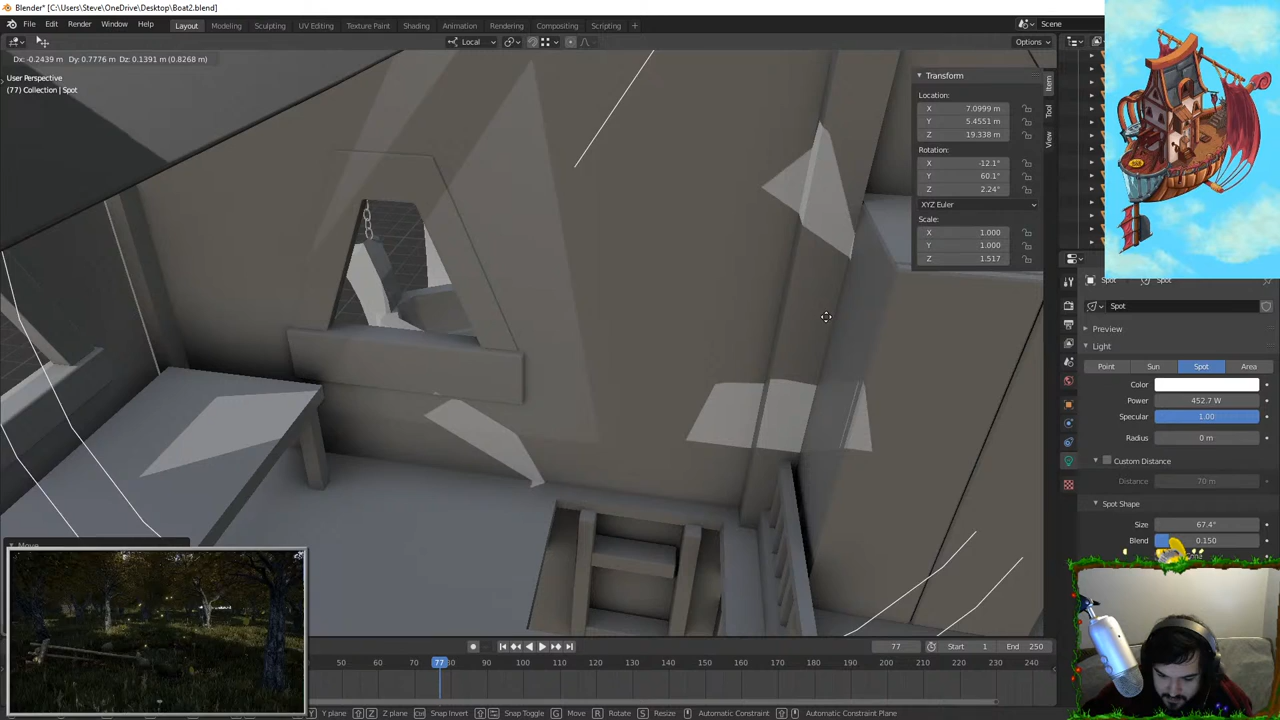 Blender* [C:\Users\Steve\OneDrive\Desktop\Boat2.blend]
File Edit Render Window Help Layout Modeling Sculpting UV Editing Texture Paint Shading Animation Rendering Compositing Scripting + Scene
Local Options
Dx: -0.2439 m Dy: 0.7776 m Dz: 0.1391 m (0.8268 m)
User Perspective
(77) Collection | Spot
Transform
Location:
X 7.0999 m
Y 5.4551 m
Z 19.338 m
Rotation:
X -12.1°
Y 60.1°
Z 2.24°
XYZ Euler
Scale:
X 1.000
Y 1.000
Z 1.517
Item
Tool
View
Spot Spot
Spot
Preview
Light
Point Sun Spot Area
Color
Power 452.7 W
Specular 1.00
Radius 0 m
Custom Distance
Distance 70 m
Spot Shape
Size 67.4°
Blend 0.150
Move
77 Start 1 End 250
50 60 70 77 80 90 100 110 120 130 140 150 160 170 180 190 200 210 220 230 240
Y plane Z plane Snap Invert Snap Toggle G Move R Rotate S Resize Automatic Constraint Automatic Constraint Plane